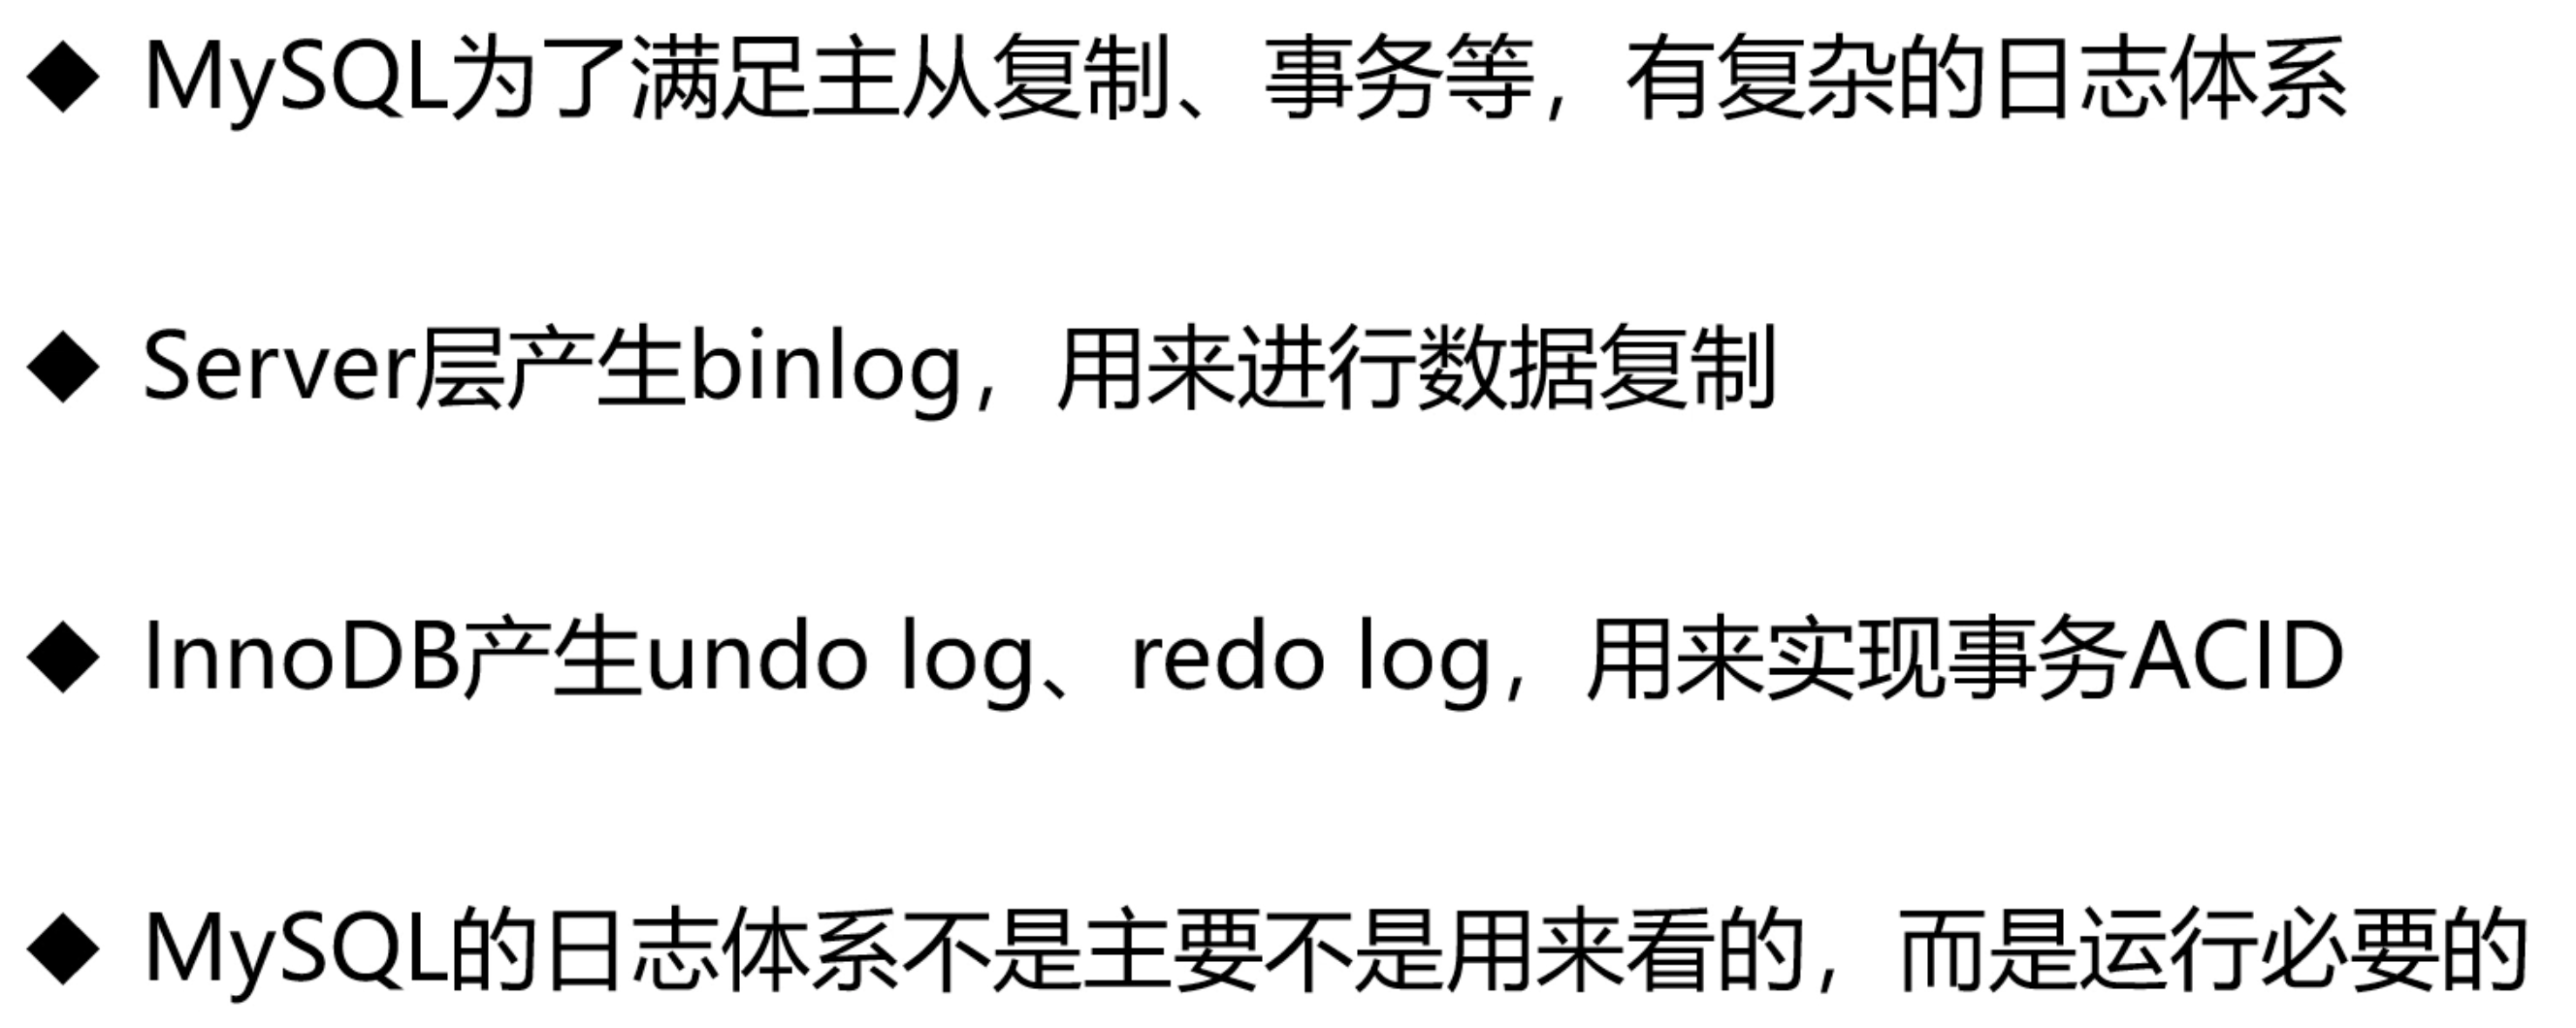 ◆ MySQL为了满足主从复制、事务等，有复杂的日志体系
◆ Server层产生binlog，用来进行数据复制
◆ InnoDB产生undo log、redo log，用来实现事务ACID
◆ MySQL的日志体系不是主要不是用来看的，而是运行必要的